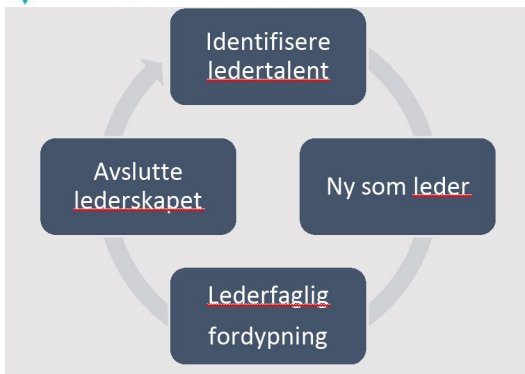 Identifisere
ledertalent
Ny som leder
Lederfaglig
fordypning
Avslutte
lederskapet